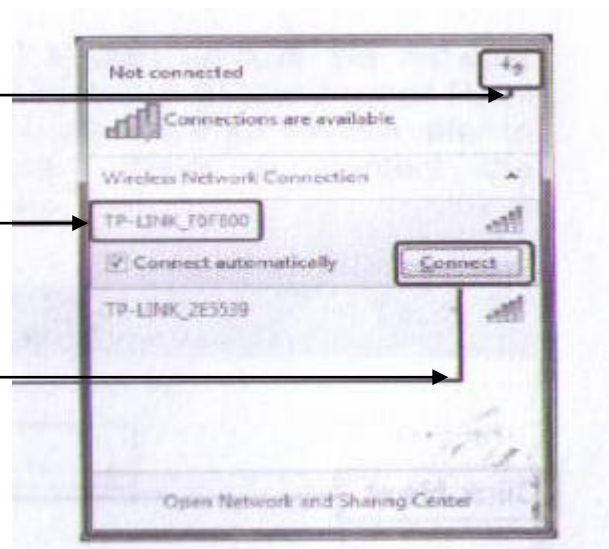 Not connected
Connections are available
Wireless Network Connection
TP-LINK_F0F800
Connect automatically
Connect
TP-LINK_2E5539
Open Network and Sharing Center